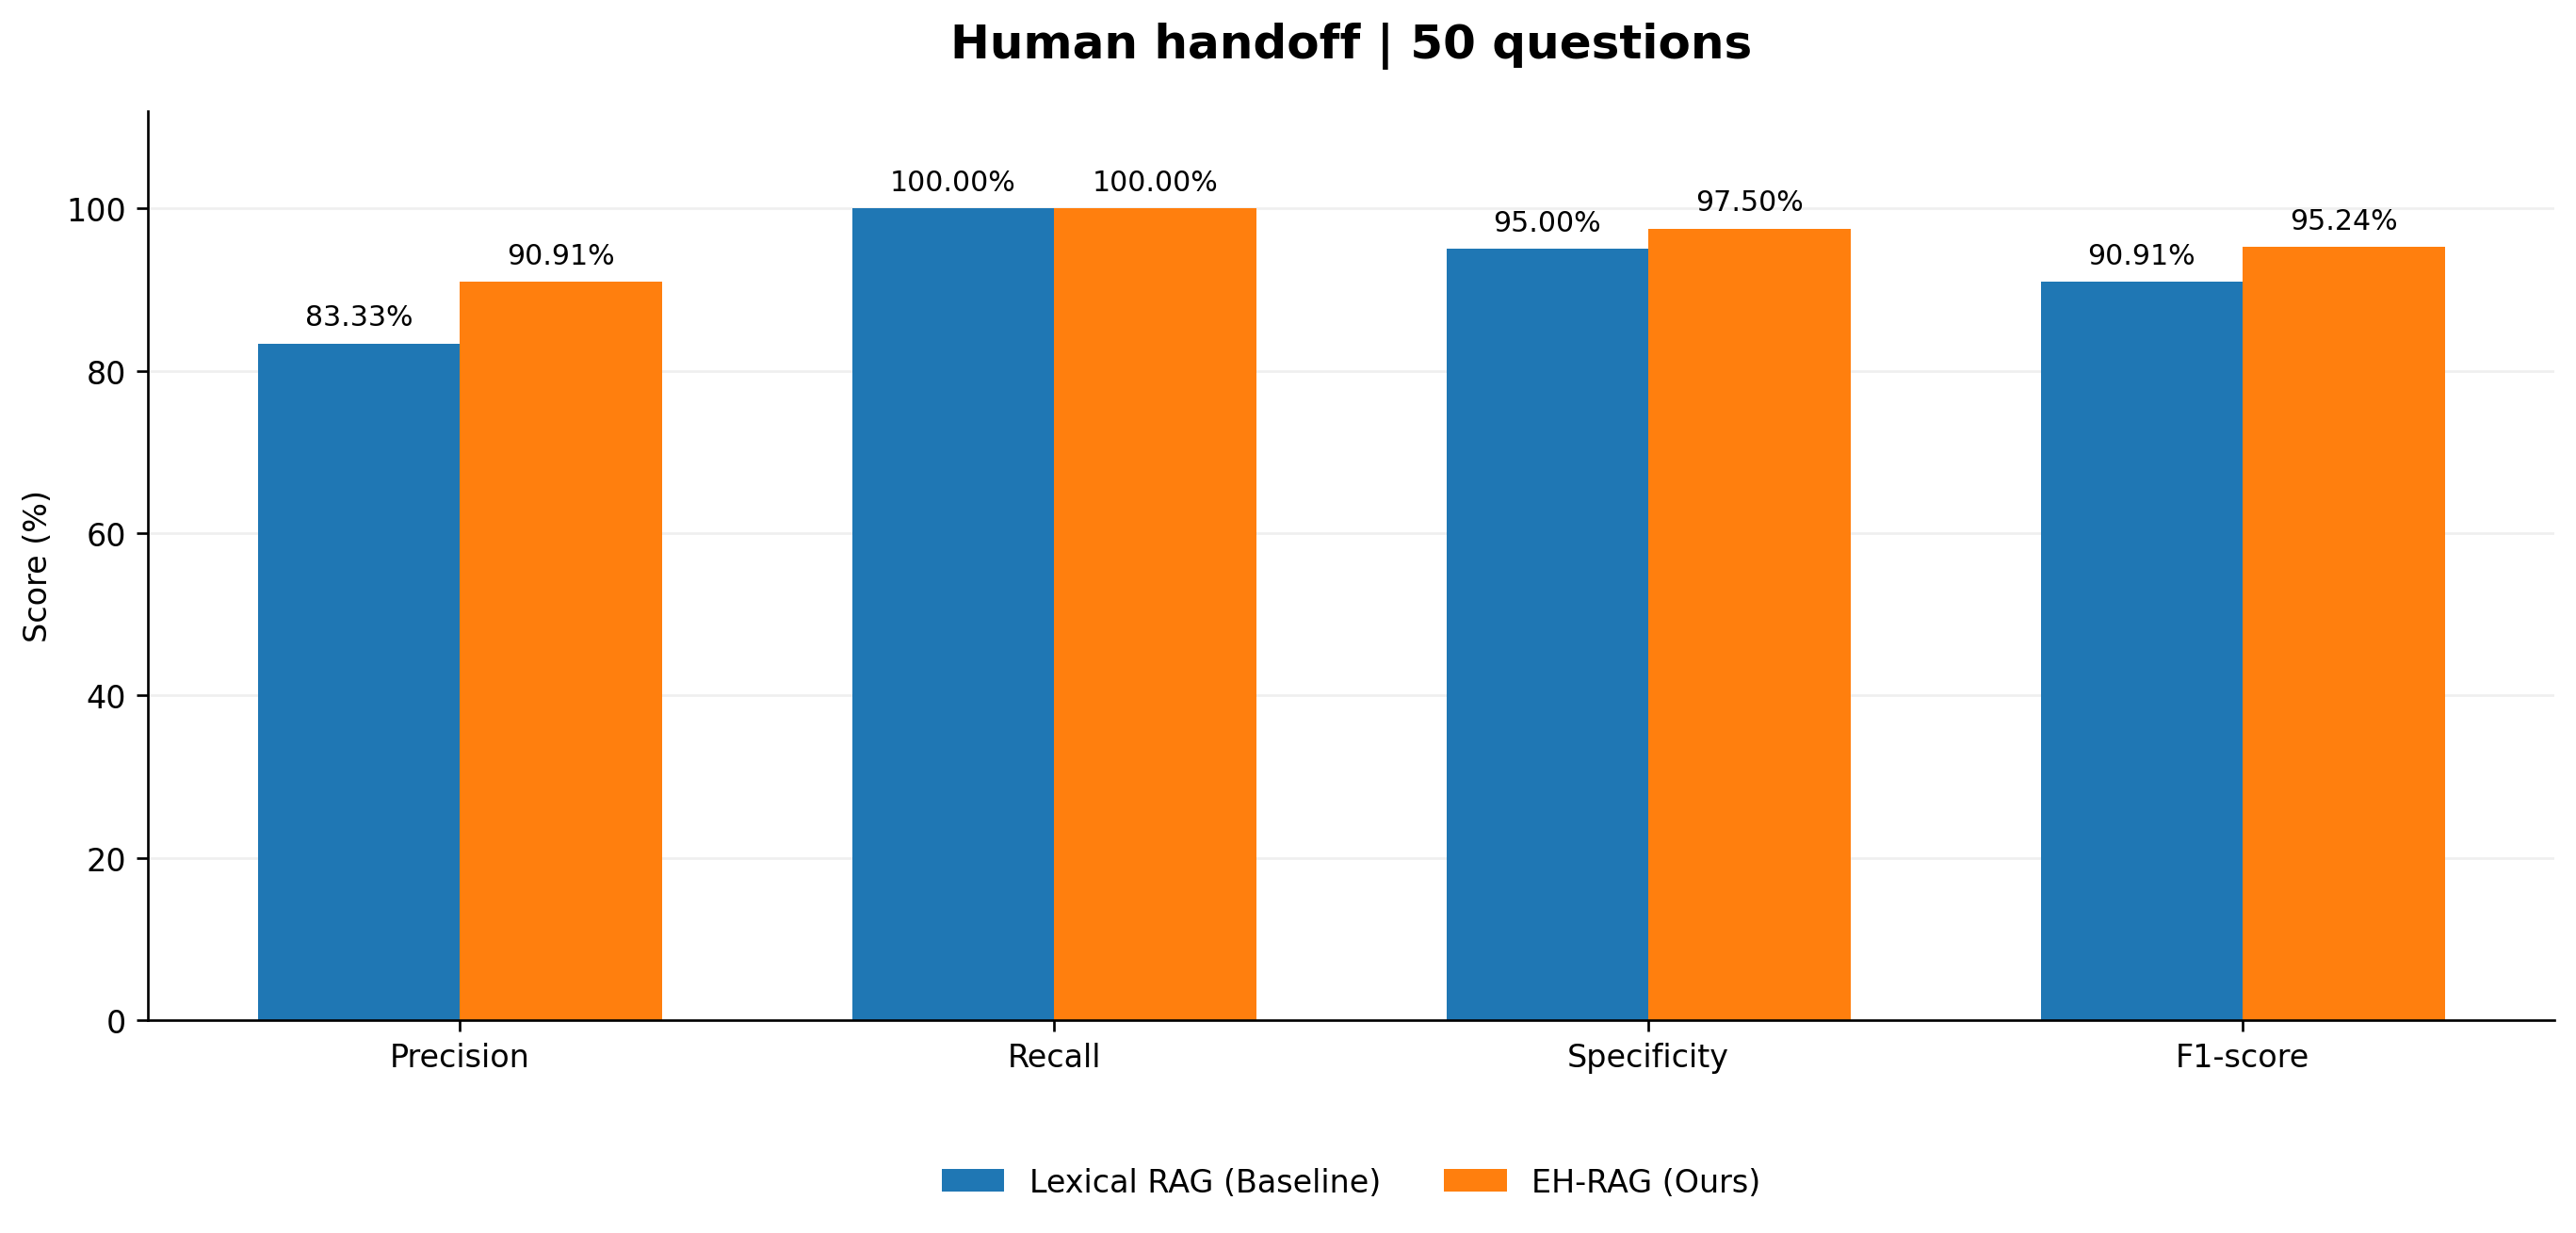 Human handoff | 50 questions
Score (%)
100
80
60
40
20
0
83.33%
90.91%
100.00%
100.00%
95.00%
97.50%
90.91%
95.24%
Precision
Recall
Specificity
F1-score
Lexical RAG (Baseline)
EH-RAG (Ours)